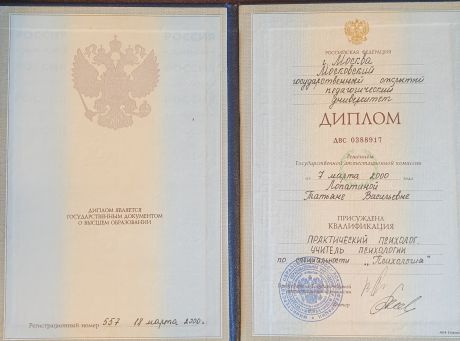 ДИПЛОМ ЯВЛЯЕТСЯ
ГОСУДАРСТВЕННЫМ ДОКУМЕНТОМ
О ВЫСШЕМ ОБРАЗОВАНИИ
Регистрационный номер 557 18 марта 2000г.
РОССИЙСКАЯ ФЕДЕРАЦИЯ
г. Москва
Московский
государственный открытый
педагогический
университет
ДИПЛОМ
ДВС 0388917
Решением
Государственной аттестационной комиссии
от 7 марта 2000 года
Лопатиной
Татьяне Васильевне
ПРИСУЖДЕНА
КВАЛИФИКАЦИЯ
ПРАКТИЧЕСКИЙ ПСИХОЛОГ.
УЧИТЕЛЬ ПСИХОЛОГИИ
по специальности „Психология"